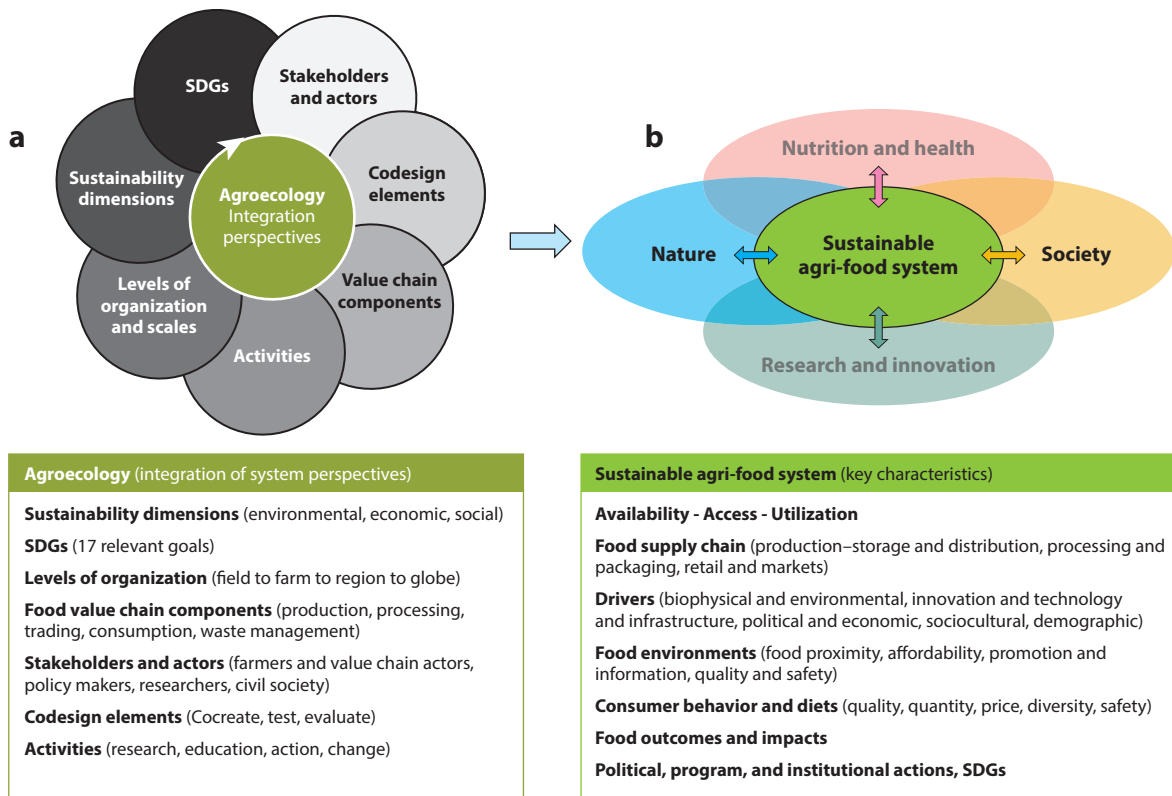 a
SDGs
Stakeholders
and actors
Sustainability
dimensions
Agroecology
Integration
perspectives
Codesign
elements
Levels of
organization
and scales
Value chain
components
Activities
b
Nutrition and health
Nature
Sustainable
agri-food system
Society
Research and innovation
Agroecology (integration of system perspectives)
Sustainability dimensions (environmental, economic, social)
SDGs (17 relevant goals)
Levels of organization (field to farm to region to globe)
Food value chain components (production, processing,
trading, consumption, waste management)
Stakeholders and actors (farmers and value chain actors,
policy makers, researchers, civil society)
Codesign elements (Cocreate, test, evaluate)
Activities (research, education, action, change)
Sustainable agri-food system (key characteristics)
Availability - Access - Utilization
Food supply chain (production–storage and distribution, processing and
packaging, retail and markets)
Drivers (biophysical and environmental, innovation and technology
and infrastructure, political and economic, sociocultural, demographic)
Food environments (food proximity, affordability, promotion and
information, quality and safety)
Consumer behavior and diets (quality, quantity, price, diversity, safety)
Food outcomes and impacts
Political, program, and institutional actions, SDGs